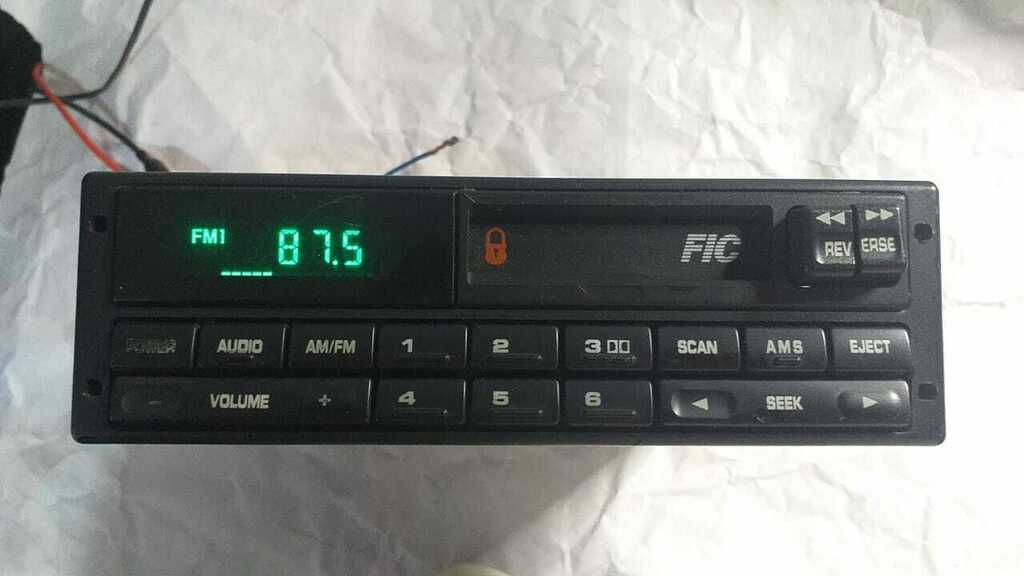 FM1 87.5
FIC
◀◀ ▶▶
REV ERSE
POWER AUDIO AM/FM 1 2 3 SCAN AMS EJECT
- VOLUME + 4 5 6 ◀ SEEK ▶